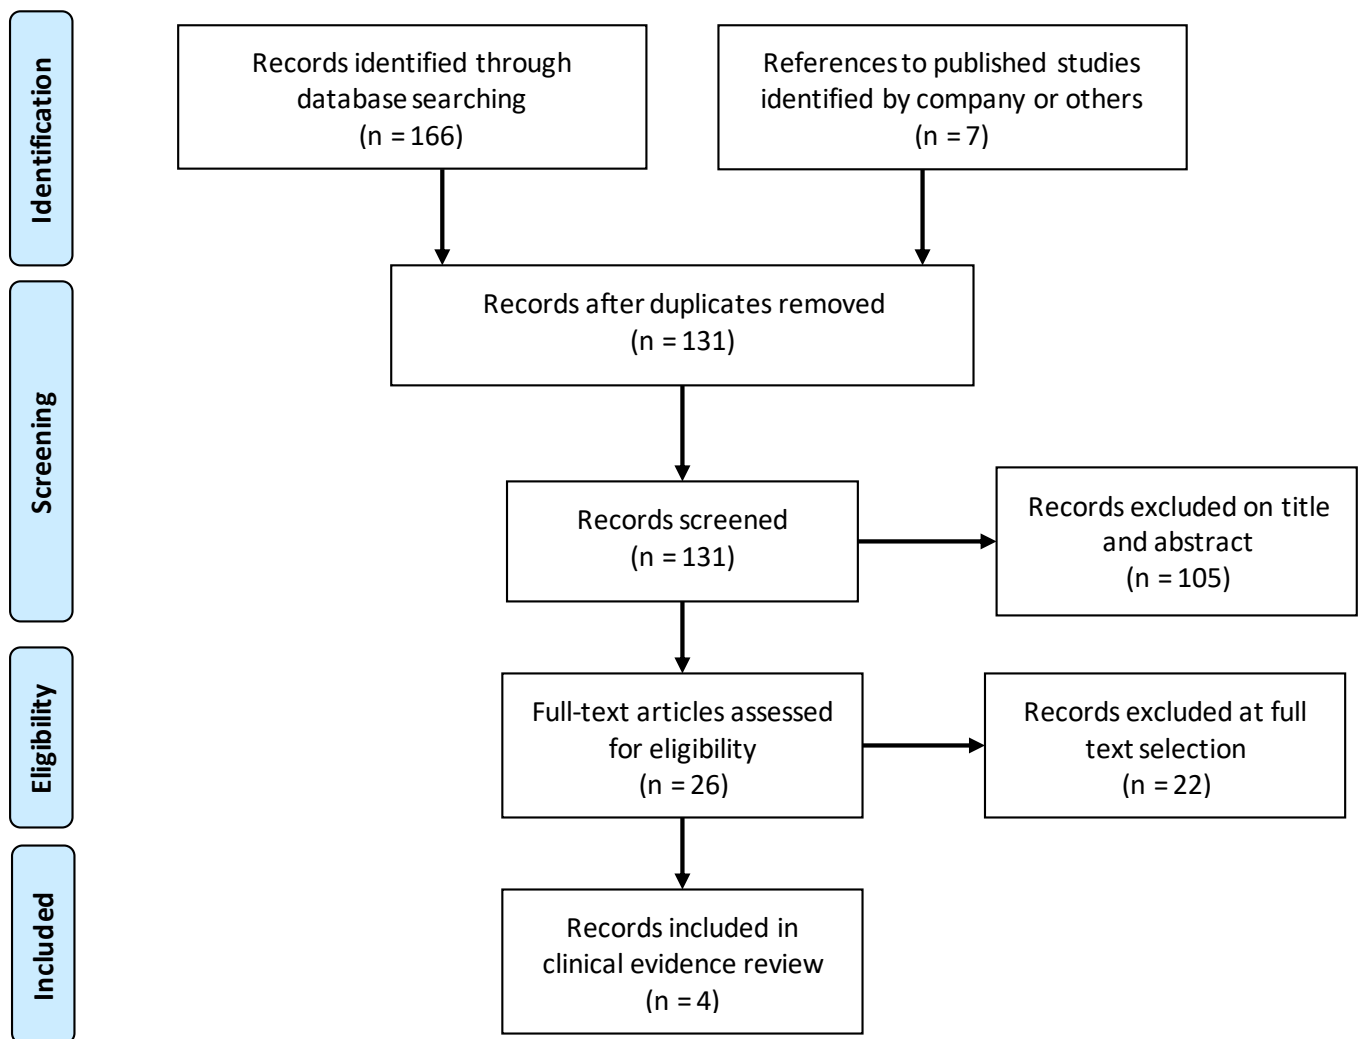 Identification
Records identified through
database searching
(n = 166)
References to published studies
identified by company or others
(n = 7)
Screening
Records after duplicates removed
(n = 131)
Records screened
(n = 131)
Records excluded on title
and abstract
(n = 105)
Eligibility
Full-text articles assessed
for eligibility
(n = 26)
Records excluded at full
text selection
(n = 22)
Included
Records included in
clinical evidence review
(n = 4)